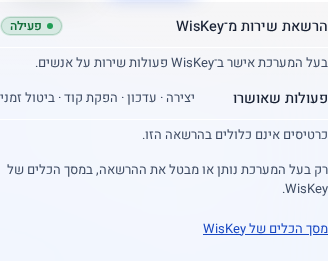 הרשאת שירות מ־WisKey
פעילה
בעל המערכת אישר ב־WisKey פעולות שירות על אנשים.
פעולות שאושרו
יצירה · עדכון · הפקת קוד · ביטול זמני
כרטיסים אינם כלולים בהרשאה הזו.
רק בעל המערכת נותן או מבטל את ההרשאה, במסך הכלים של
WisKey.
מסך הכלים של WisKey